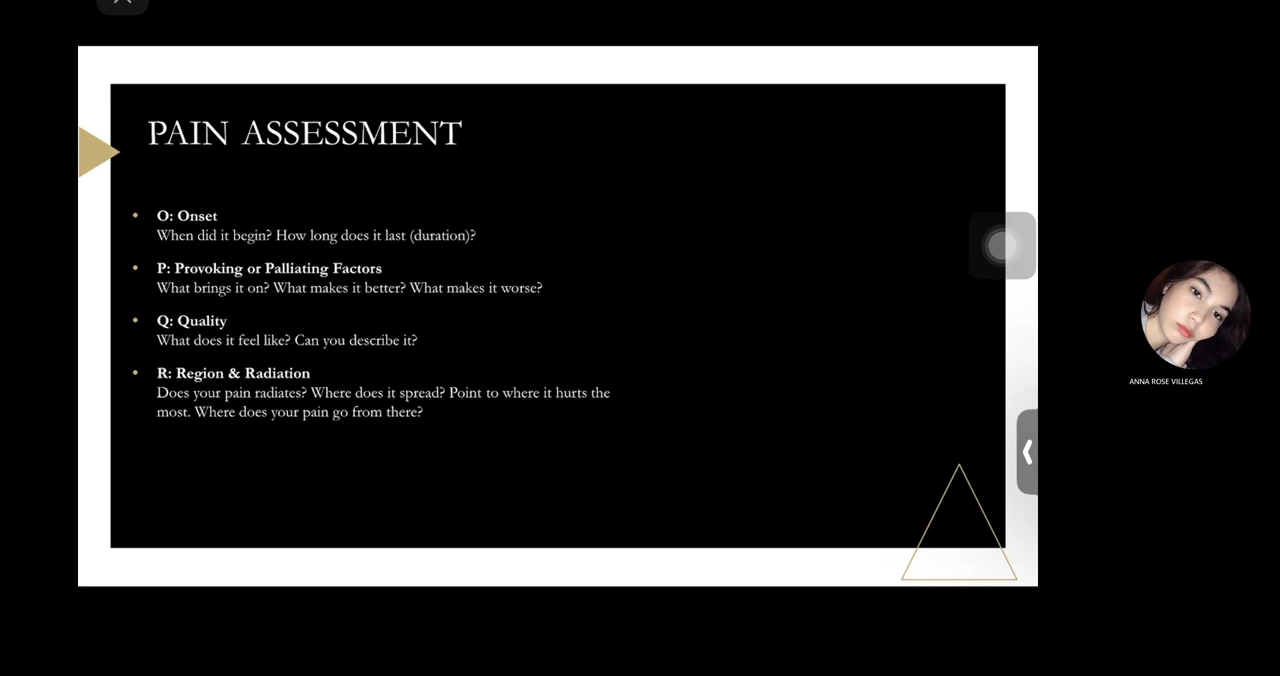 PAIN ASSESSMENT
• O: Onset
When did it begin? How long does it last (duration)?
• P: Provoking or Palliating Factors
What brings it on? What makes it better? What makes it worse?
• Q: Quality
What does it feel like? Can you describe it?
• R: Region & Radiation
Does your pain radiates? Where does it spread? Point to where it hurts the
most. Where does your pain go from there?
ANNA ROSE VILLEGAS